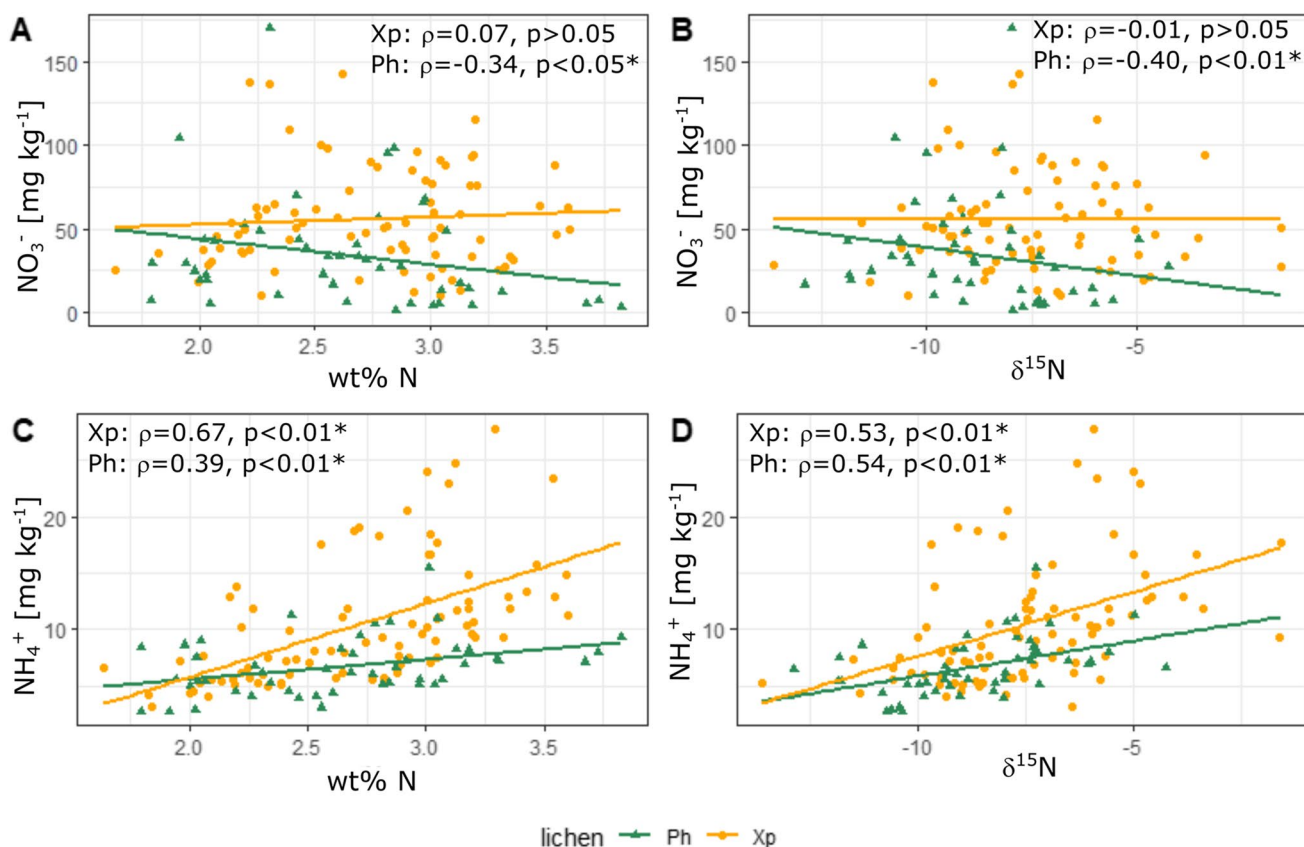 A
Xp: ρ=0.07, p>0.05
Ph: ρ=-0.34, p<0.05*
NO₃⁻ [mg kg⁻¹]
150
100
50
0
2.0 2.5 3.0 3.5
wt% N
B
Xp: ρ=-0.01, p>0.05
Ph: ρ=-0.40, p<0.01*
NO₃⁻ [mg kg⁻¹]
150
100
50
0
-10 -5
δ¹⁵N
C
Xp: ρ=0.67, p<0.01*
Ph: ρ=0.39, p<0.01*
NH₄⁺ [mg kg⁻¹]
20
10
2.0 2.5 3.0 3.5
wt% N
D
Xp: ρ=0.53, p<0.01*
Ph: ρ=0.54, p<0.01*
NH₄⁺ [mg kg⁻¹]
20
10
-10 -5
δ¹⁵N
lichen Ph Xp